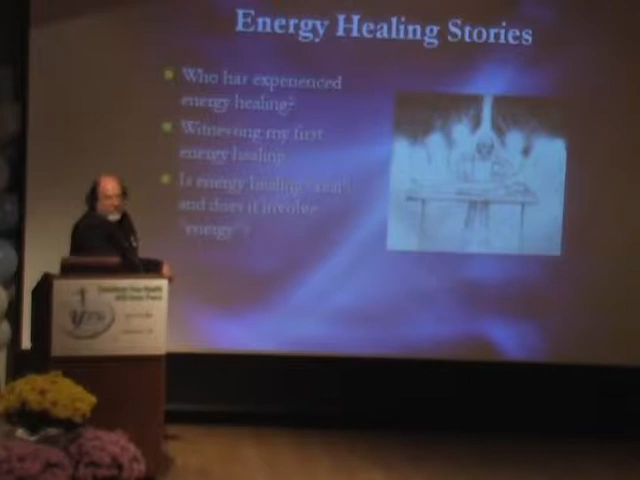 Energy Healing Stories
Who has experienced
energy healing?
Witnessing my first
energy healing
Is energy healing
and does it involve
"energy"?